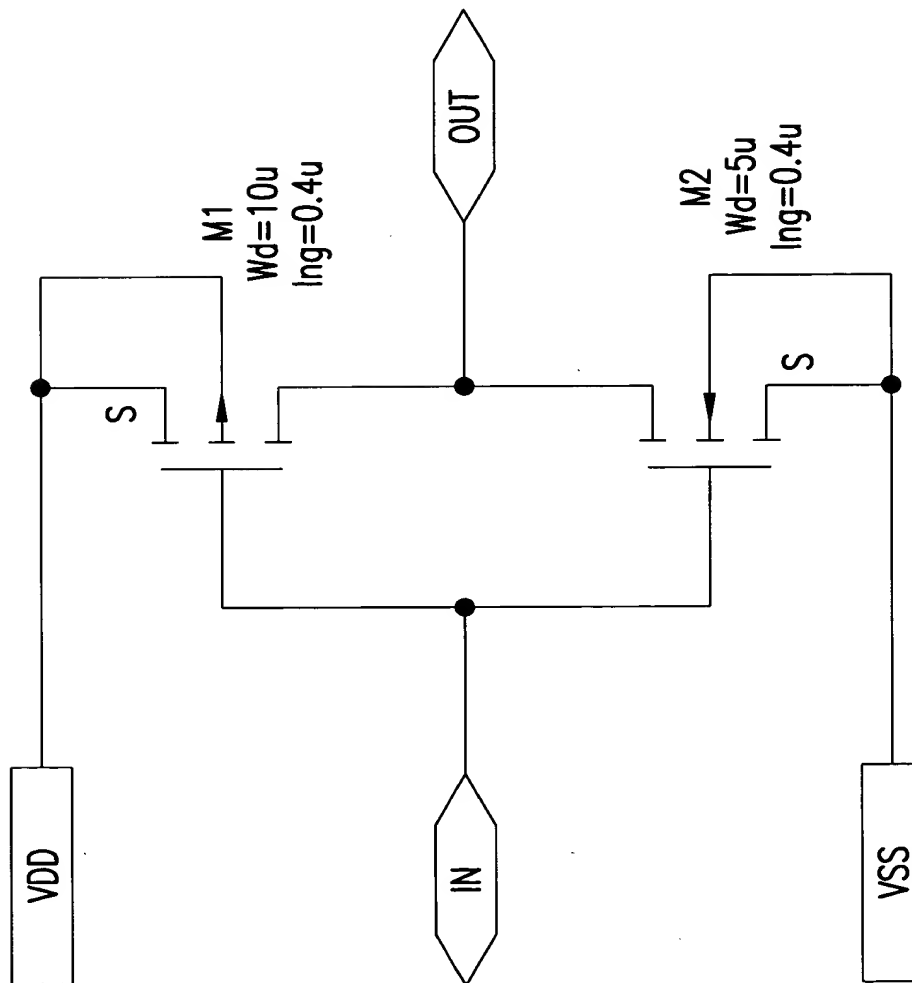 VDD
S
M1
Wd=10u
lng=0.4u
IN
OUT
M2
Wd=5u
lng=0.4u
S
VSS